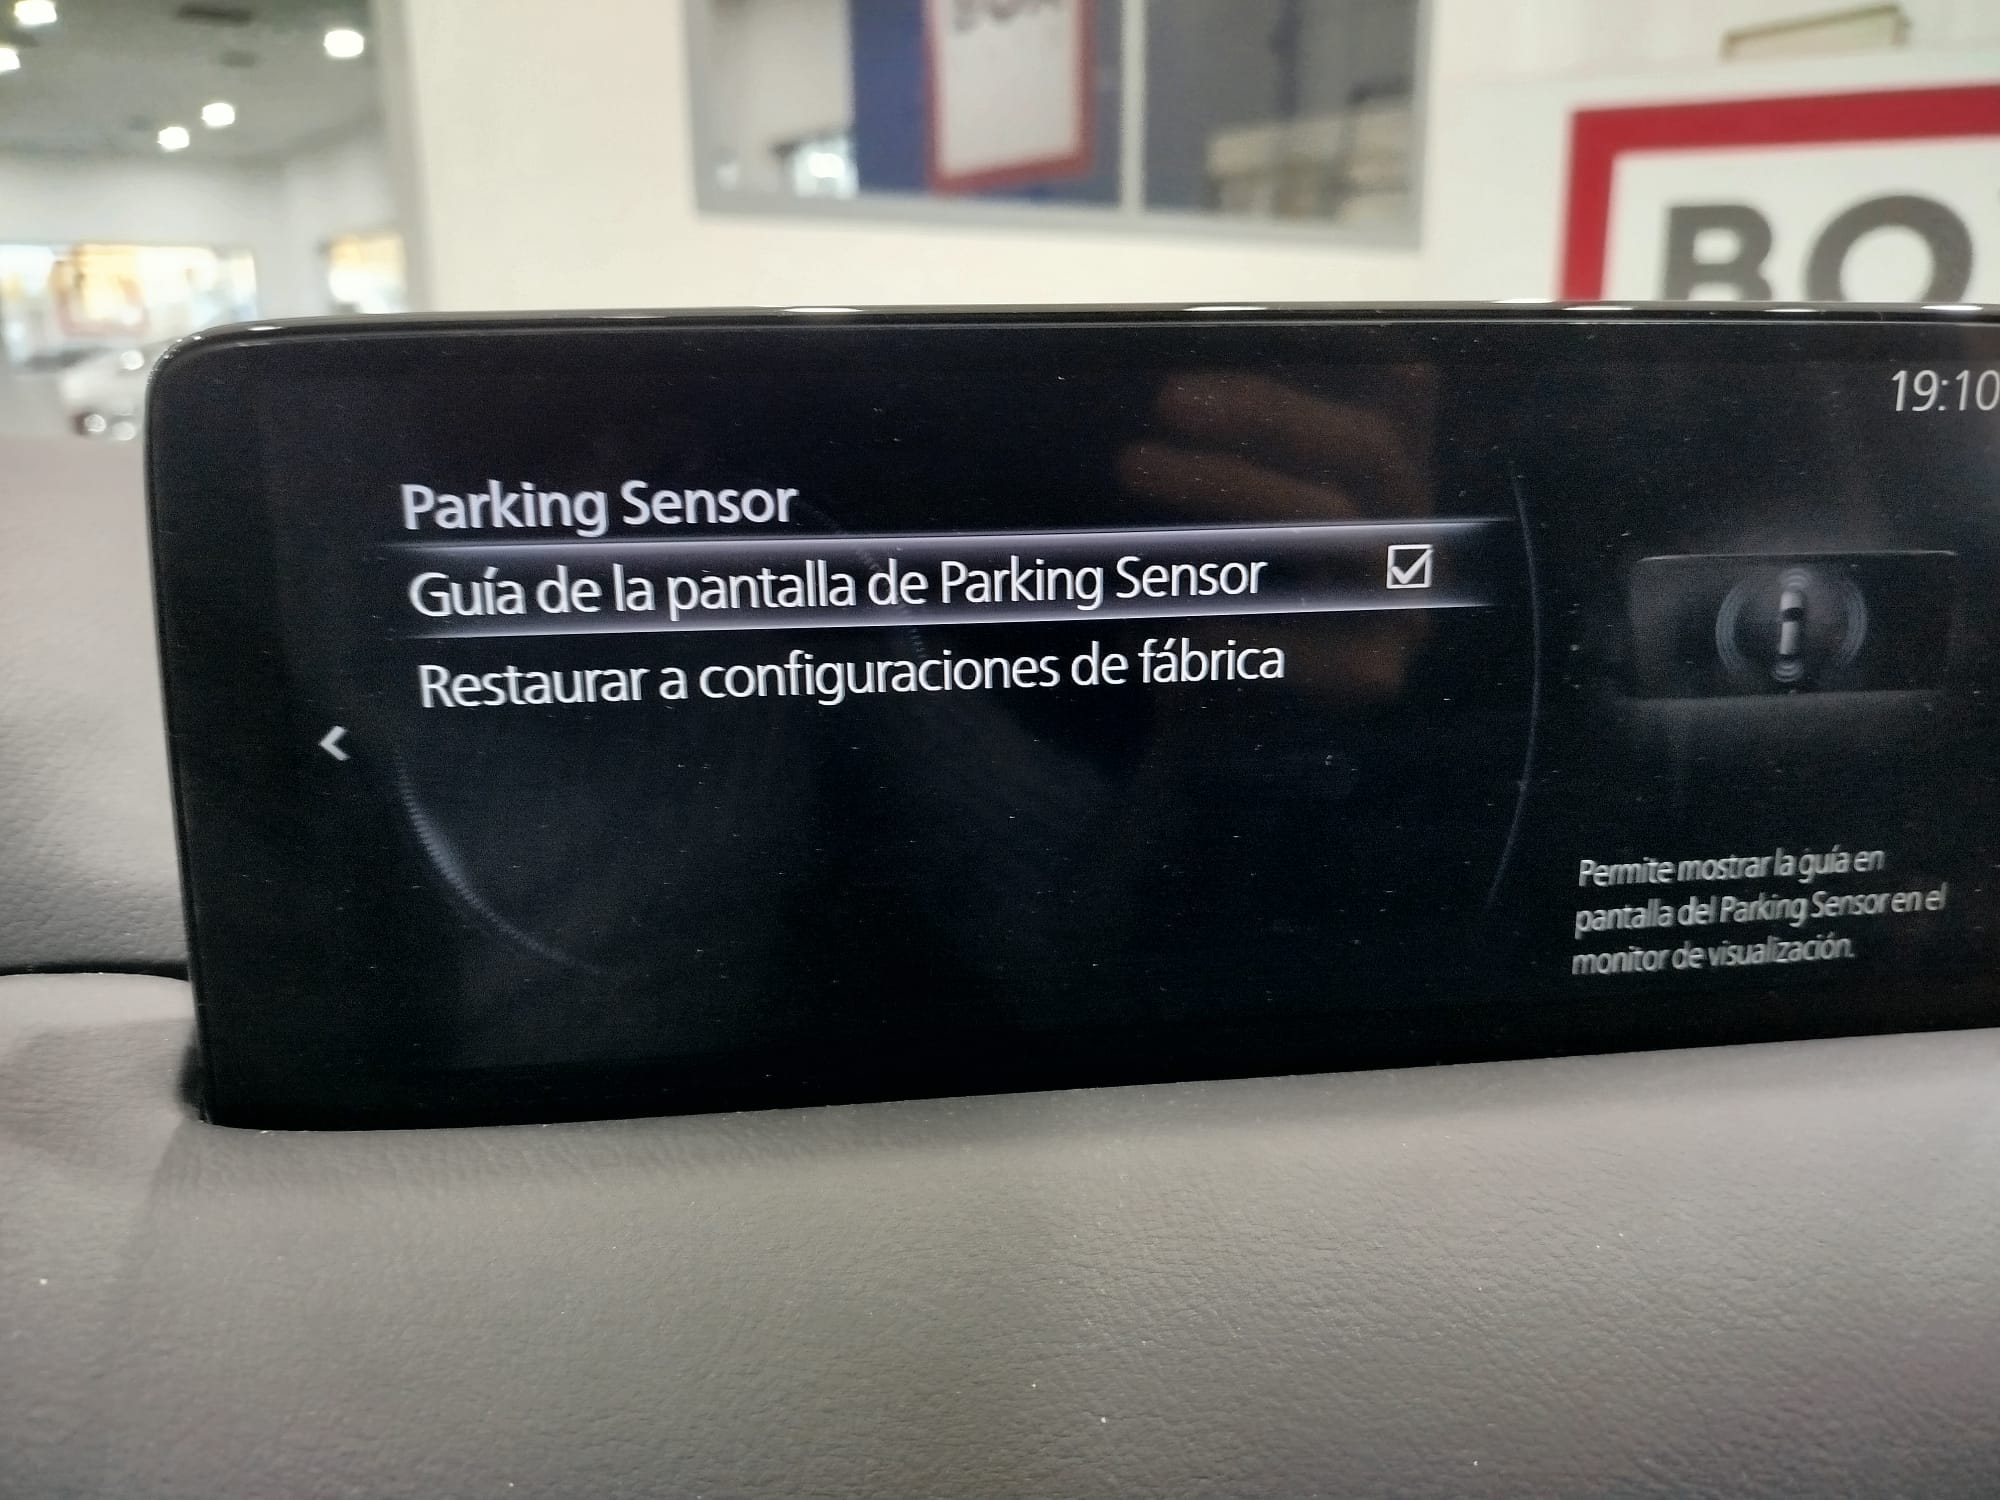 BO
19:10
Parking Sensor
Guía de la pantalla de Parking Sensor
Restaurar a configuraciones de fábrica
Permite mostrar la guía en
pantalla del Parking Sensor en el
monitor de visualización.